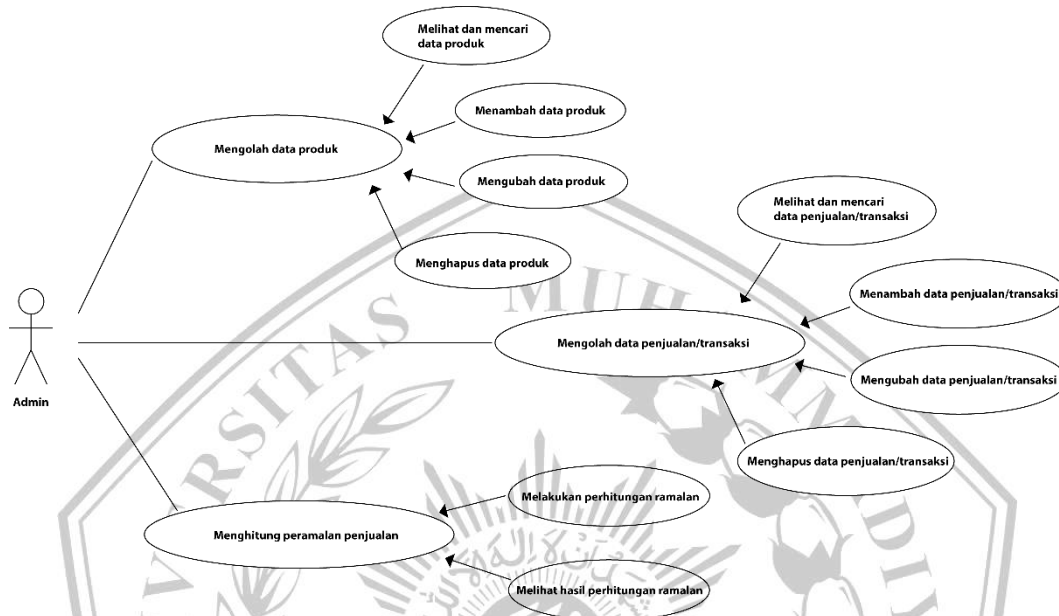 Melihat dan mencari
data produk
Menambah data produk
Mengolah data produk
Mengubah data produk
Menghapus data produk
Melihat dan mencari
data penjualan/transaksi
Menambah data penjualan/transaksi
Mengolah data penjualan/transaksi
Mengubah data penjualan/transaksi
Menghapus data penjualan/transaksi
Admin
Melakukan perhitungan ramalan
Menghitung peramalan penjualan
Melihat hasil perhitungan ramalan
VERSITAS MUHAMMADIY